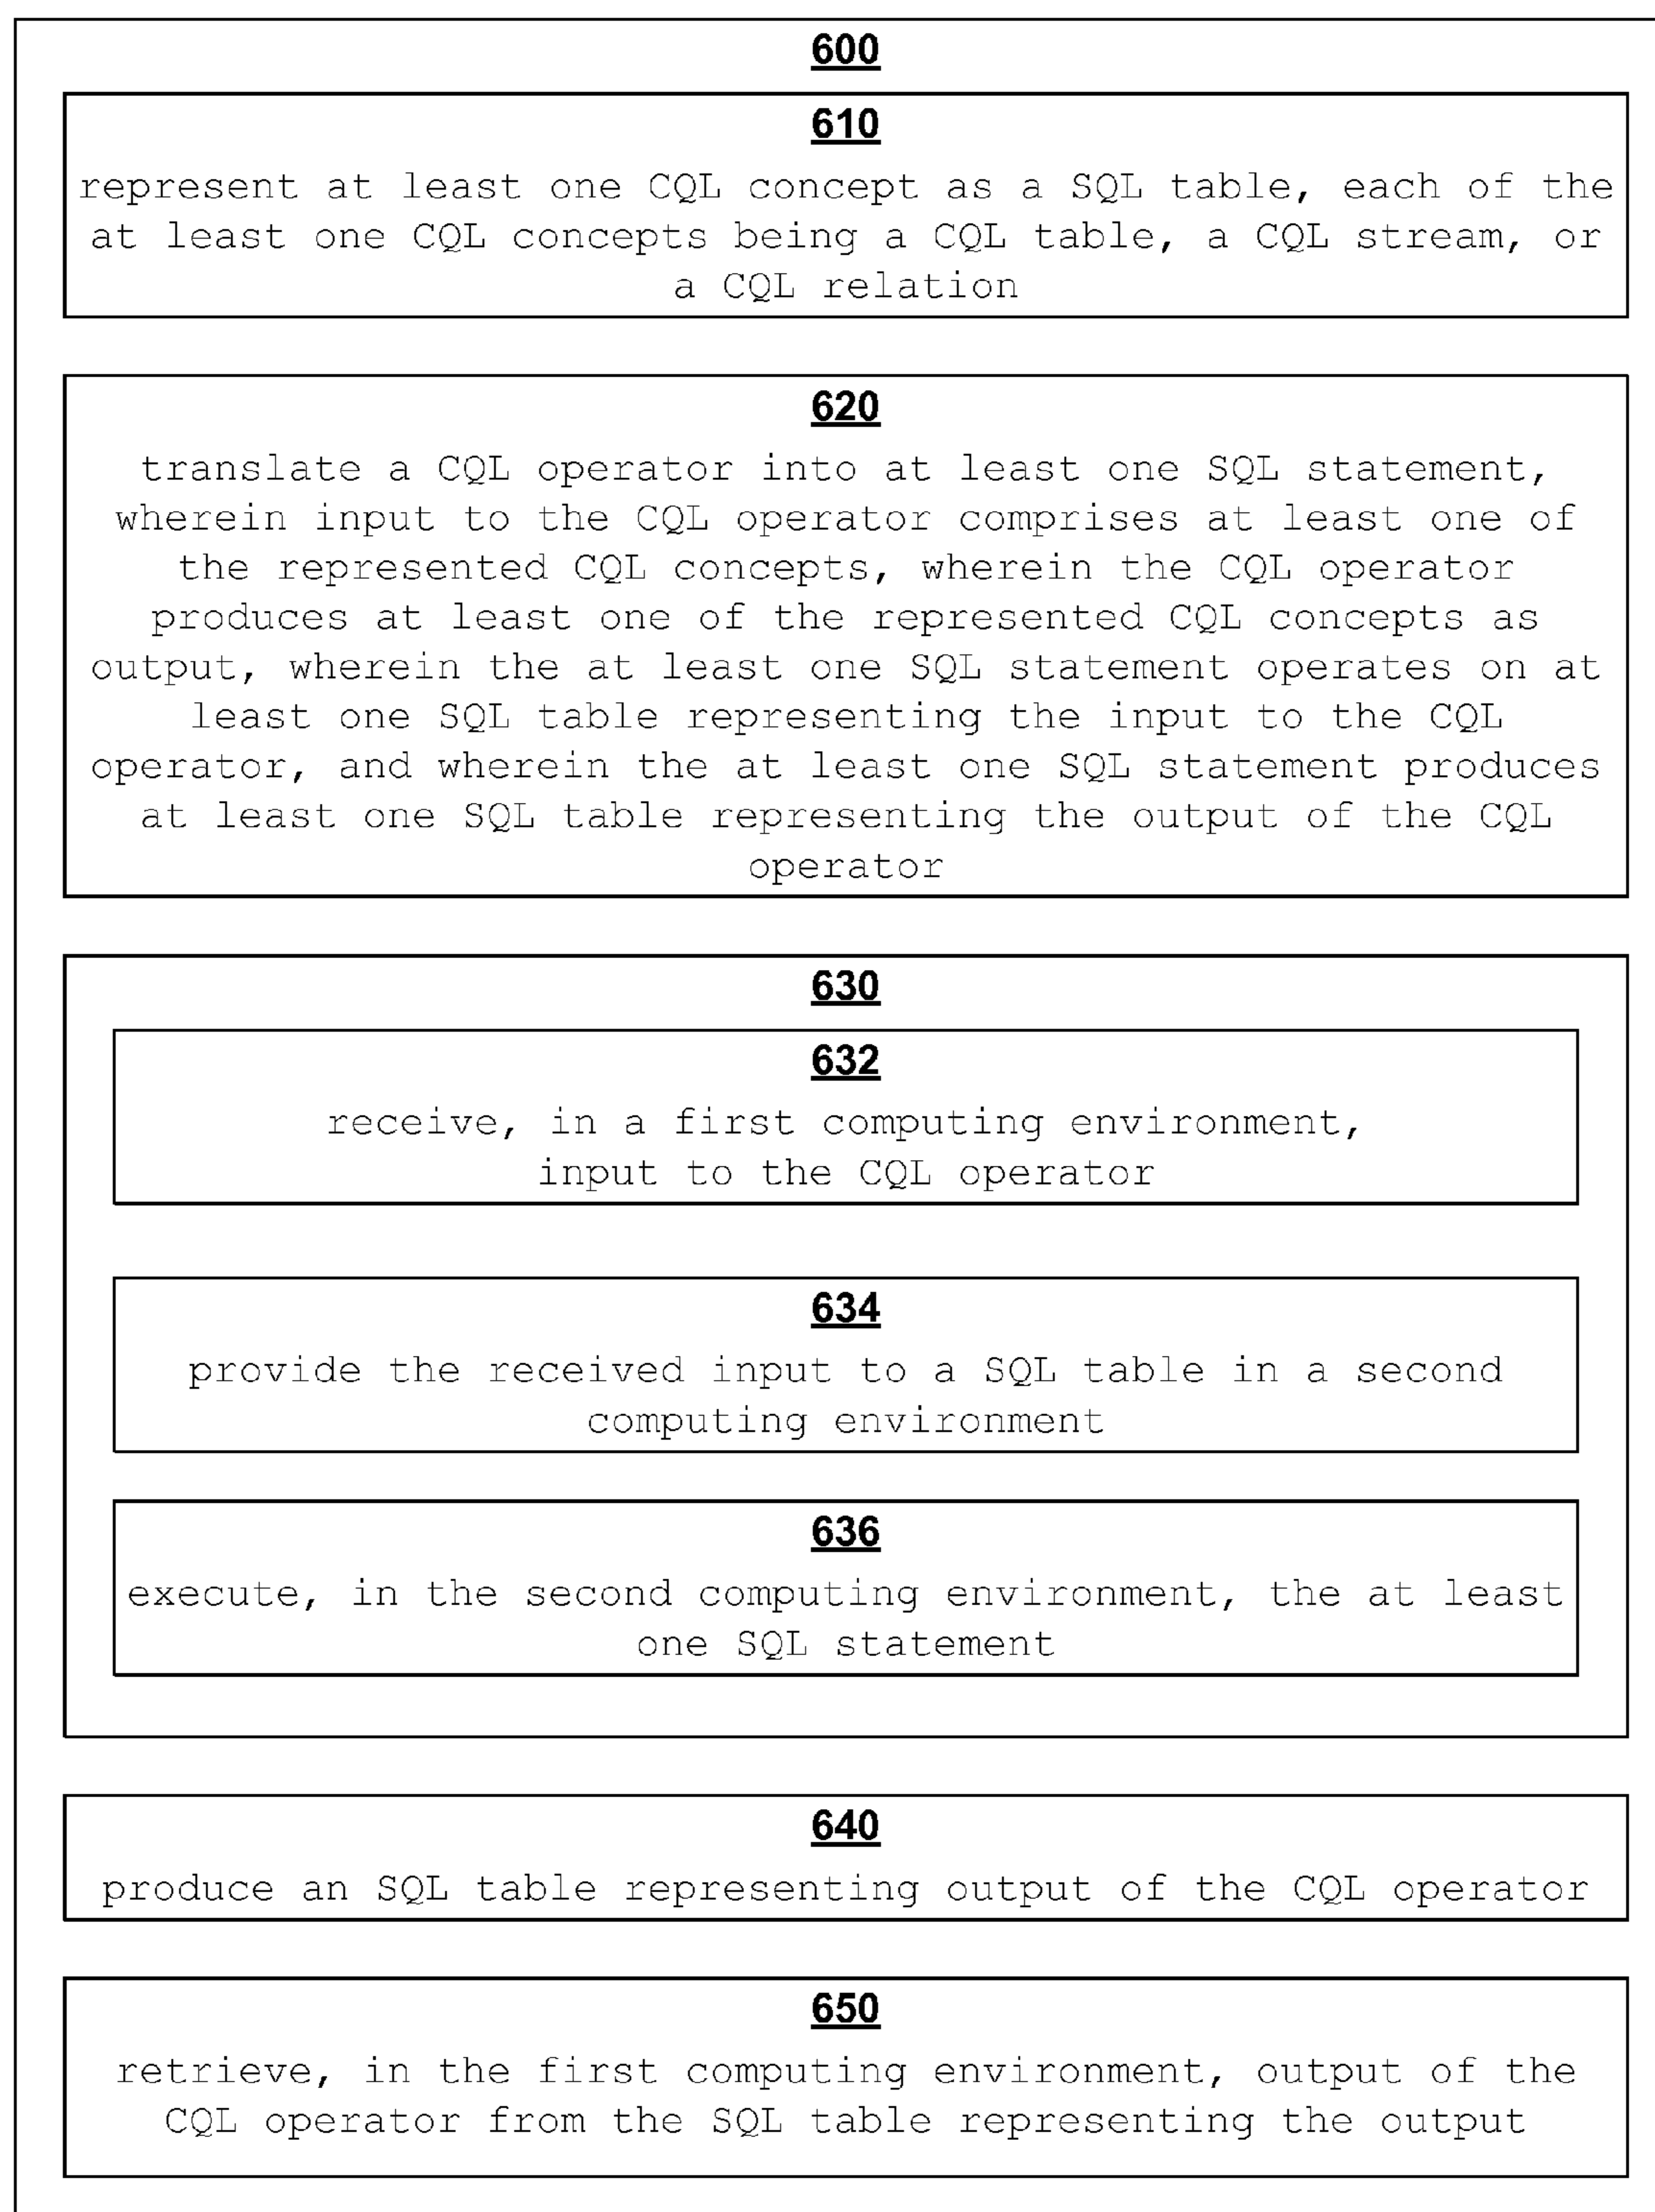 600
610
represent at least one CQL concept as a SQL table, each of the
at least one CQL concepts being a CQL table, a CQL stream, or
a CQL relation
620
translate a CQL operator into at least one SQL statement,
wherein input to the CQL operator comprises at least one of
the represented CQL concepts, wherein the CQL operator
produces at least one of the represented CQL concepts as
output, wherein the at least one SQL statement operates on at
least one SQL table representing the input to the CQL
operator, and wherein the at least one SQL statement produces
at least one SQL table representing the output of the CQL
operator
630
632
receive, in a first computing environment,
input to the CQL operator
634
provide the received input to a SQL table in a second
computing environment
636
execute, in the second computing environment, the at least
one SQL statement
640
produce an SQL table representing output of the CQL operator
650
retrieve, in the first computing environment, output of the
CQL operator from the SQL table representing the output